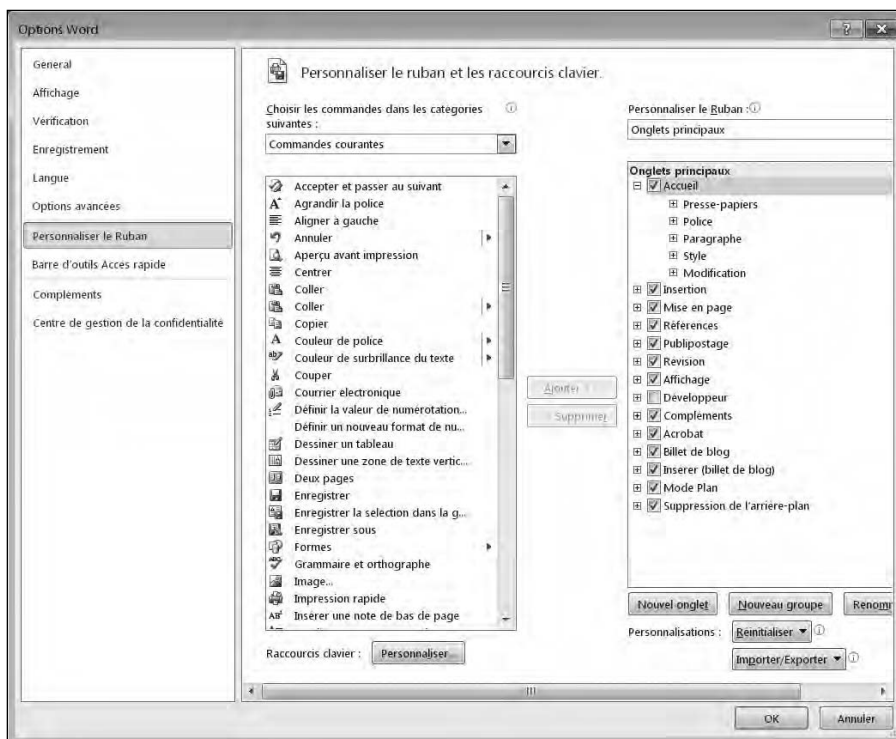 Options Word
Général
Affichage
Vérification
Enregistrement
Langue
Options avancées
Personnaliser le Ruban
Barre d'outils Accès rapide
Compléments
Centre de gestion de la confidentialité
Personnaliser le ruban et les raccourcis clavier.
Choisir les commandes dans les catégories
suivantes :
Commandes courantes
Accepter et passer au suivant
Agrandir la police
Aligner à gauche
Annuler
Aperçu avant impression
Centrer
Coller
Coller
Copier
Couleur de police
Couleur de surbrillance du texte
Couper
Courrier électronique
Définir la valeur de numérotation...
Définir un nouveau format de nu...
Dessiner un tableau
Dessiner une zone de texte vertic...
Deux pages
Enregistrer
Enregistrer la sélection dans la g...
Enregistrer sous
Formes
Grammaire et orthographe
Image...
Impression rapide
Insérer une note de bas de page
Raccourcis clavier :
Personnaliser...
Ajouter
Supprimer
Personnaliser le Ruban :
Onglets principaux
Onglets principaux
Accueil
Presse-papiers
Police
Paragraphe
Style
Modification
Insertion
Mise en page
Références
Publipostage
Révision
Affichage
Développeur
Compléments
Acrobat
Billet de blog
Insérer (billet de blog)
Mode Plan
Suppression de l'arrière-plan
Nouvel onglet
Nouveau groupe
Personnalisations :
Réinitialiser
Importer/Exporter
OK
Annuler